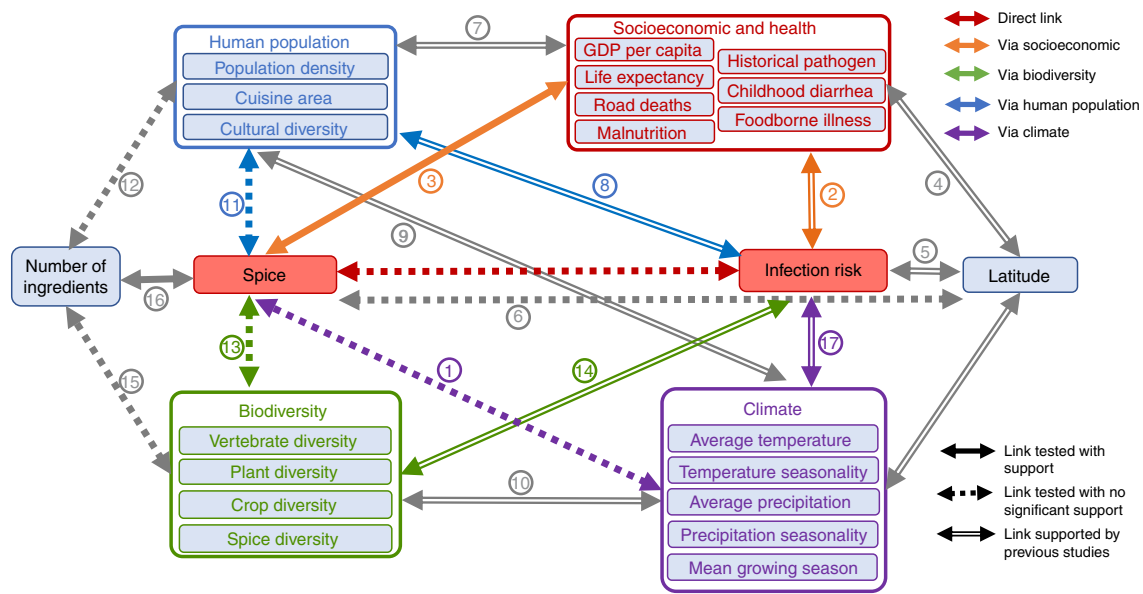 Human population
Population density
Cuisine area
Cultural diversity
7
Socioeconomic and health
GDP per capita
Life expectancy
Road deaths
Malnutrition
Historical pathogen
Childhood diarrhea
Foodborne illness
Direct link
Via socioeconomic
Via biodiversity
Via human population
Via climate
12
11
3
8
2
4
9
Number of
ingredients
16
Spice
Infection risk
5
Latitude
6
15
13
1
14
17
Biodiversity
Vertebrate diversity
Plant diversity
Crop diversity
Spice diversity
10
Climate
Average temperature
Temperature seasonality
Average precipitation
Precipitation seasonality
Mean growing season
Link tested with
support
Link tested with no
significant support
Link supported by
previous studies